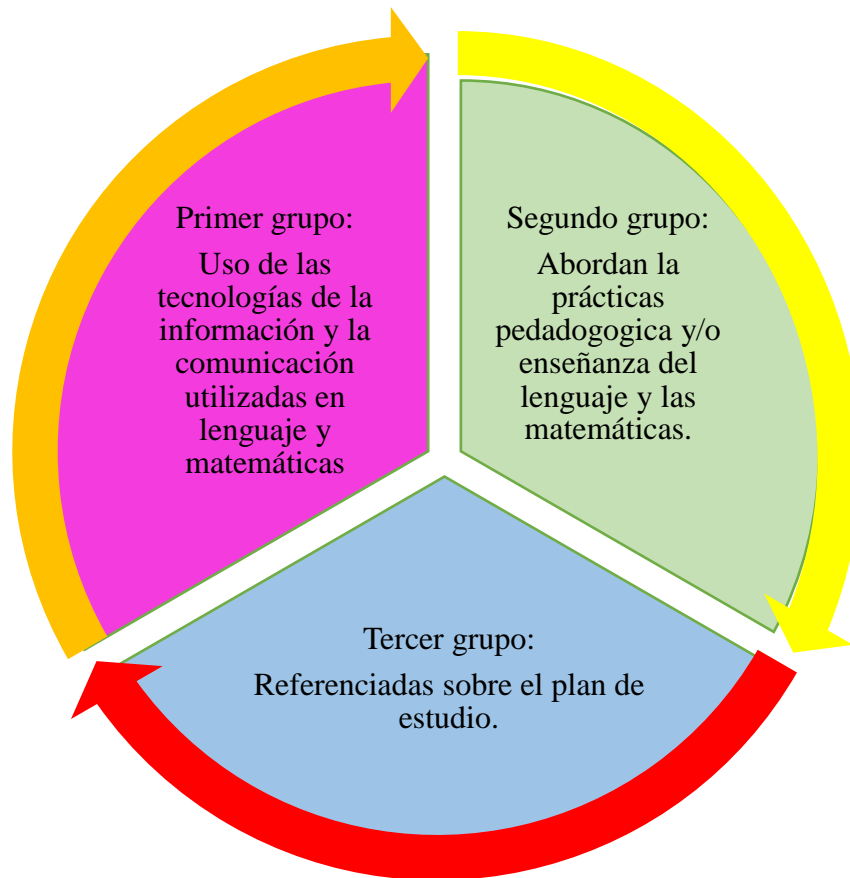 Primer grupo:
Uso de las
tecnologías de la
información y la
comunicación
utilizadas en
lenguaje y
matemáticas
Segundo grupo:
Abordan la
prácticas
pedadogogica y/o
enseñanza del
lenguaje y las
matemáticas.
Tercer grupo:
Referenciadas sobre el plan de
estudio.